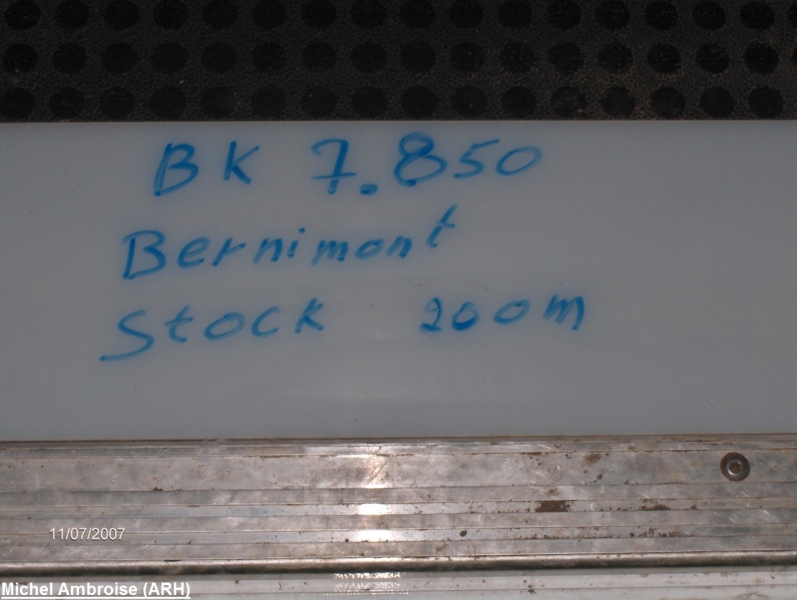 BK 7.850
Bernimont
Stock 200m
11/07/2007
Michel Ambroise (ARH)